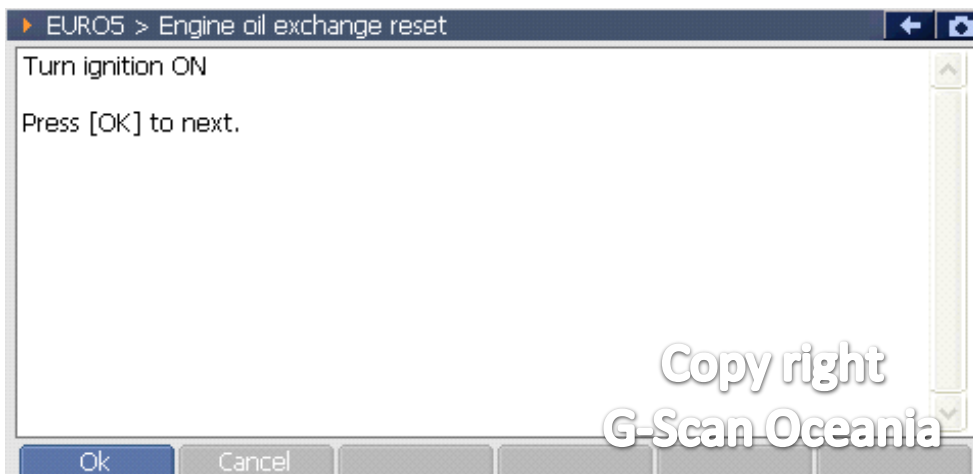 EURO5 > Engine oil exchange reset
Turn ignition ON
Press [OK] to next.
Copy right
G-Scan Oceania
Ok
Cancel